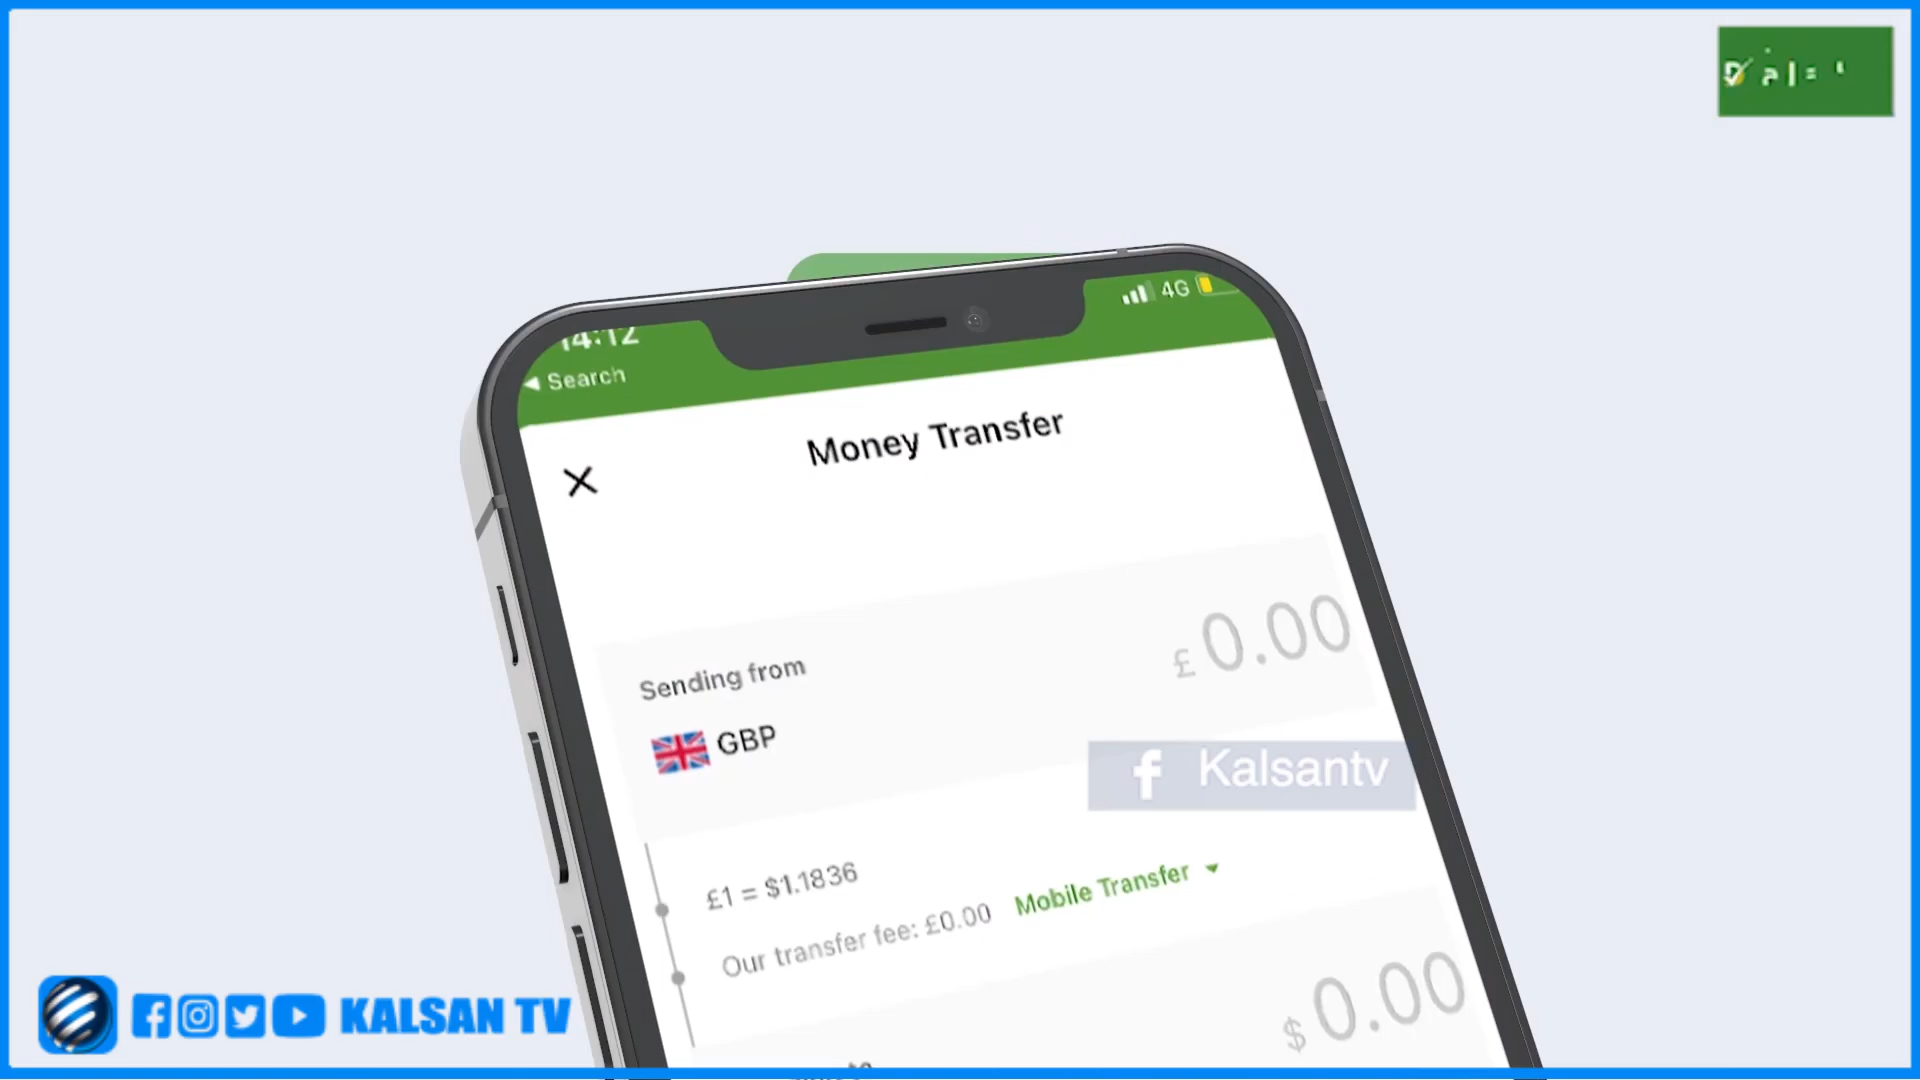 14:12
4G
Search
Money Transfer
£ 0.00
Sending from
GBP
Kalsantv
£1 = $1.1836
Our transfer fee: £0.00 Mobile Transfer
$ 0.00
KALSAN TV